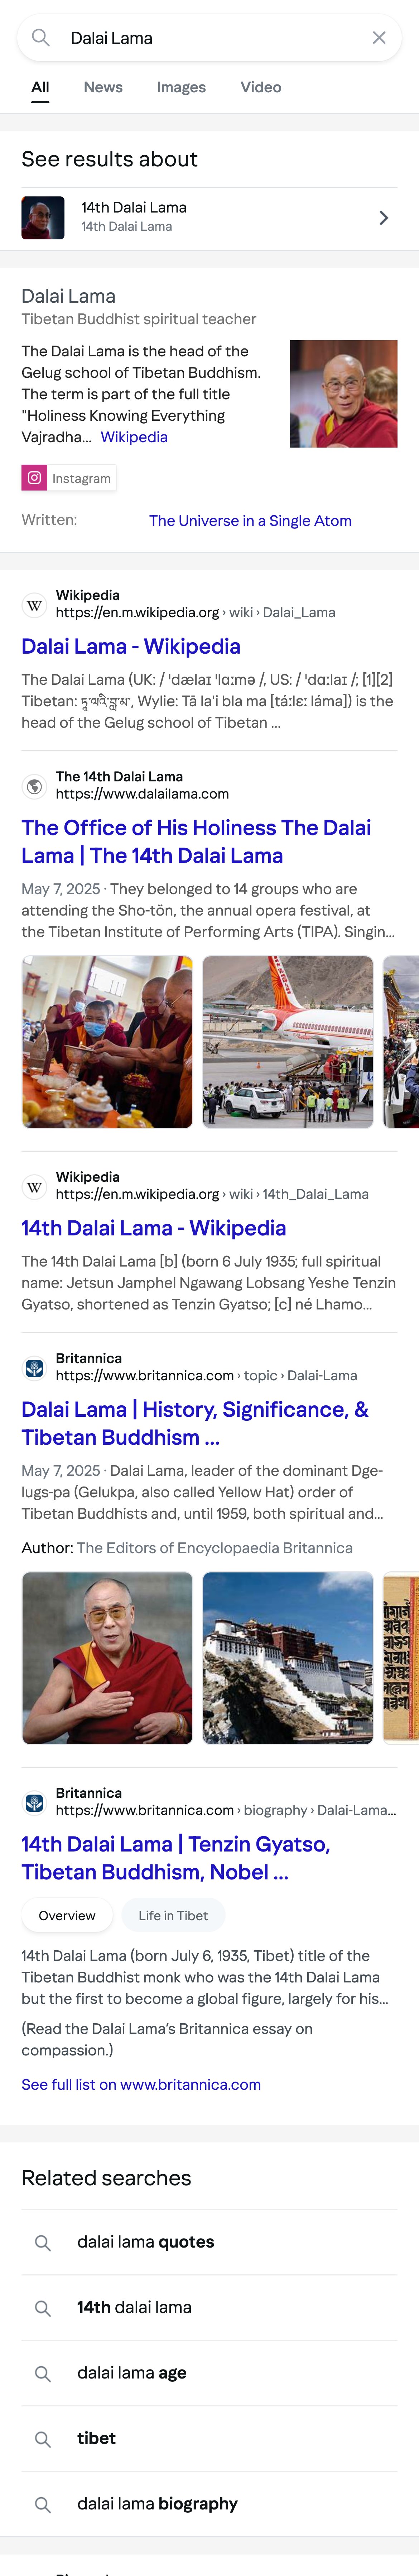 Dalai Lama
All News Images Video
See results about
14th Dalai Lama
14th Dalai Lama
Dalai Lama
Tibetan Buddhist spiritual teacher
The Dalai Lama is the head of the
Gelug school of Tibetan Buddhism.
The term is part of the full title
"Holiness Knowing Everything
Vajradha... Wikipedia
Instagram
Written: The Universe in a Single Atom
Wikipedia
https://en.m.wikipedia.org › wiki › Dalai_Lama
Dalai Lama - Wikipedia
The Dalai Lama (UK: / ˈdælaɪ ˈlɑːmə /, US: / ˈdɑːlaɪ /; [1][2]
Tibetan: ཏཱ་ལའི་བླ་མ་, Wylie: Tā la'i bla ma [táːlɛː láma]) is the
head of the Gelug school of Tibetan ...
The 14th Dalai Lama
https://www.dalailama.com
The Office of His Holiness The Dalai
Lama | The 14th Dalai Lama
May 7, 2025 · They belonged to 14 groups who are
attending the Sho-tön, the annual opera festival, at
the Tibetan Institute of Performing Arts (TIPA). Singin...
Wikipedia
https://en.m.wikipedia.org › wiki › 14th_Dalai_Lama
14th Dalai Lama - Wikipedia
The 14th Dalai Lama [b] (born 6 July 1935; full spiritual
name: Jetsun Jamphel Ngawang Lobsang Yeshe Tenzin
Gyatso, shortened as Tenzin Gyatso; [c] né Lhamo...
Britannica
https://www.britannica.com › topic › Dalai-Lama
Dalai Lama | History, Significance, &
Tibetan Buddhism ...
May 7, 2025 · Dalai Lama, leader of the dominant Dge-
lugs-pa (Gelukpa, also called Yellow Hat) order of
Tibetan Buddhists and, until 1959, both spiritual and...
Author: The Editors of Encyclopaedia Britannica
Britannica
https://www.britannica.com › biography › Dalai-Lama...
14th Dalai Lama | Tenzin Gyatso,
Tibetan Buddhism, Nobel ...
Overview Life in Tibet
14th Dalai Lama (born July 6, 1935, Tibet) title of the
Tibetan Buddhist monk who was the 14th Dalai Lama
but the first to become a global figure, largely for his...
(Read the Dalai Lama's Britannica essay on
compassion.)
See full list on www.britannica.com
Related searches
dalai lama quotes
14th dalai lama
dalai lama age
tibet
dalai lama biography